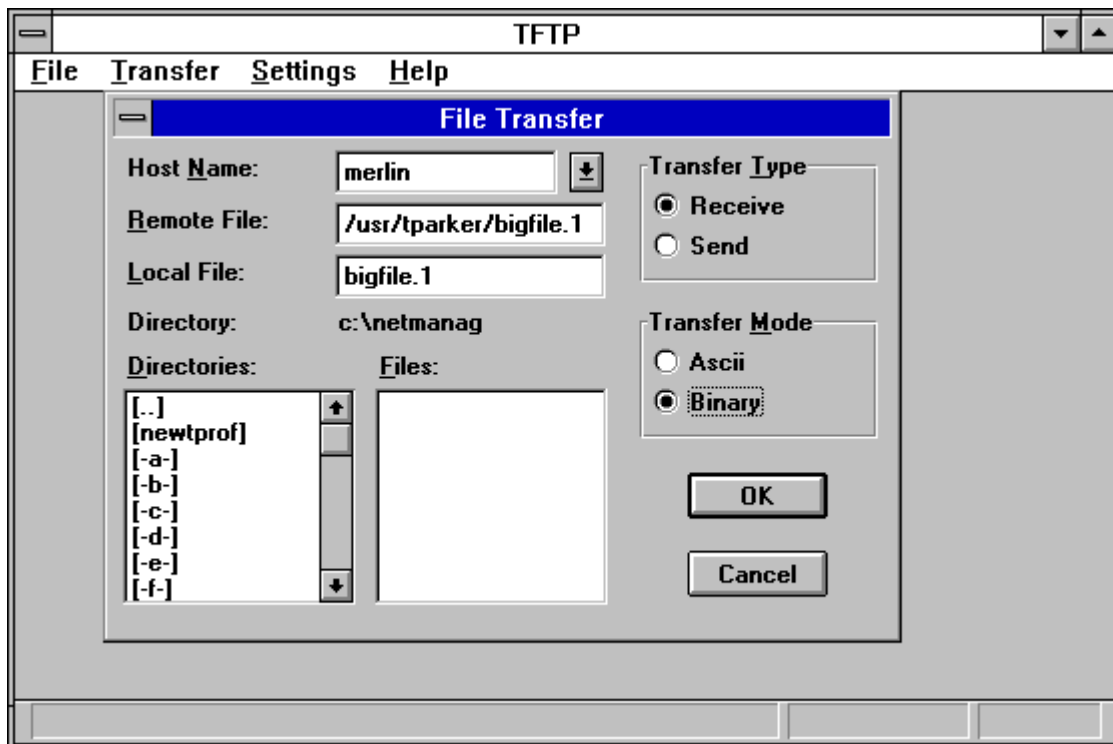 TFTP
File Transfer Settings Help
File Transfer
Host Name: merlin
Remote File: /usr/tparker/bigfile.1
Local File: bigfile.1
Directory: c:\netmanag
Directories: Files:
[..]
[newtprof]
[-a-]
[-b-]
[-c-]
[-d-]
[-e-]
[-f-]
Transfer Type
Receive
Send
Transfer Mode
Ascii
Binary
OK
Cancel